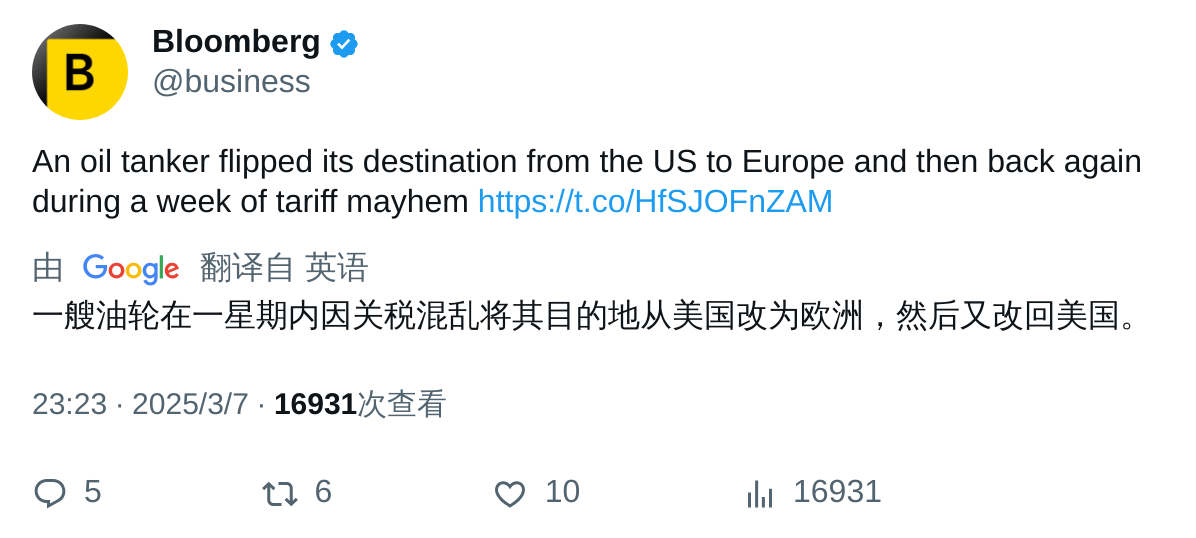 B
Bloomberg
@business
An oil tanker flipped its destination from the US to Europe and then back again
during a week of tariff mayhem https://t.co/HfSJOFnZAM
由 Google 翻译自 英语
一艘油轮在一星期内因关税混乱将其目的地从美国改为欧洲，然后又改回美国。
23:23 · 2025/3/7 · 16931次查看
5 6 10 16931